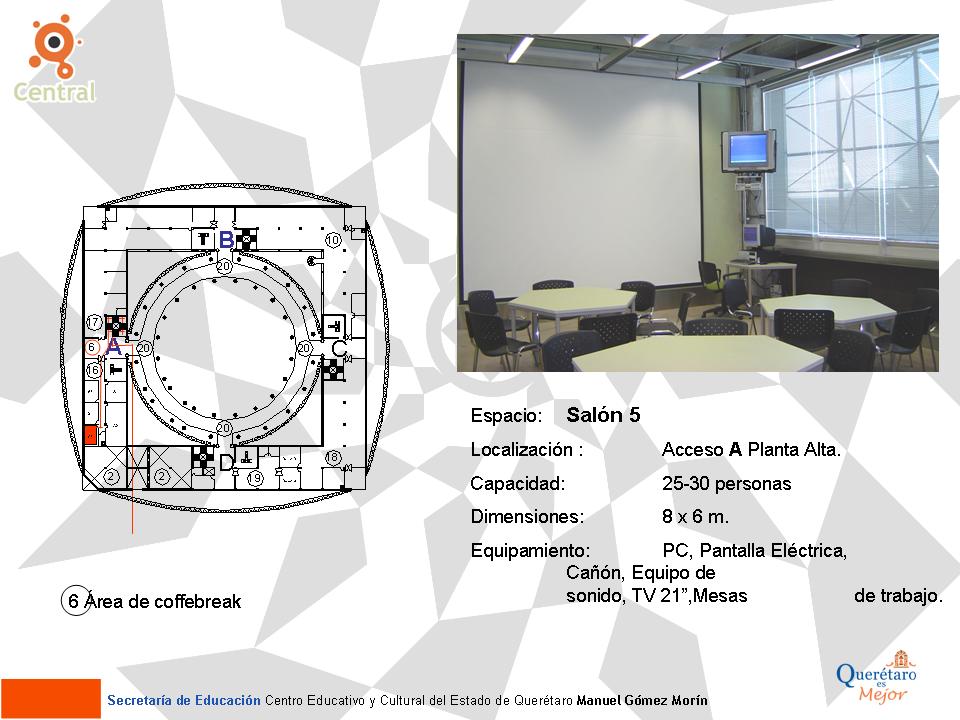 Central
B
10
20
17
6
A
20
20
C
16
20
D
2
2
19
18
6 Área de coffebreak
Espacio: Salón 5
Localización : Acceso A Planta Alta.
Capacidad: 25-30 personas
Dimensiones: 8 x 6 m.
Equipamiento: PC, Pantalla Eléctrica,
Cañón, Equipo de
sonido, TV 21”,Mesas de trabajo.
Querétaro
es
Mejor
Secretaría de Educación Centro Educativo y Cultural del Estado de Querétaro Manuel Gómez Morín